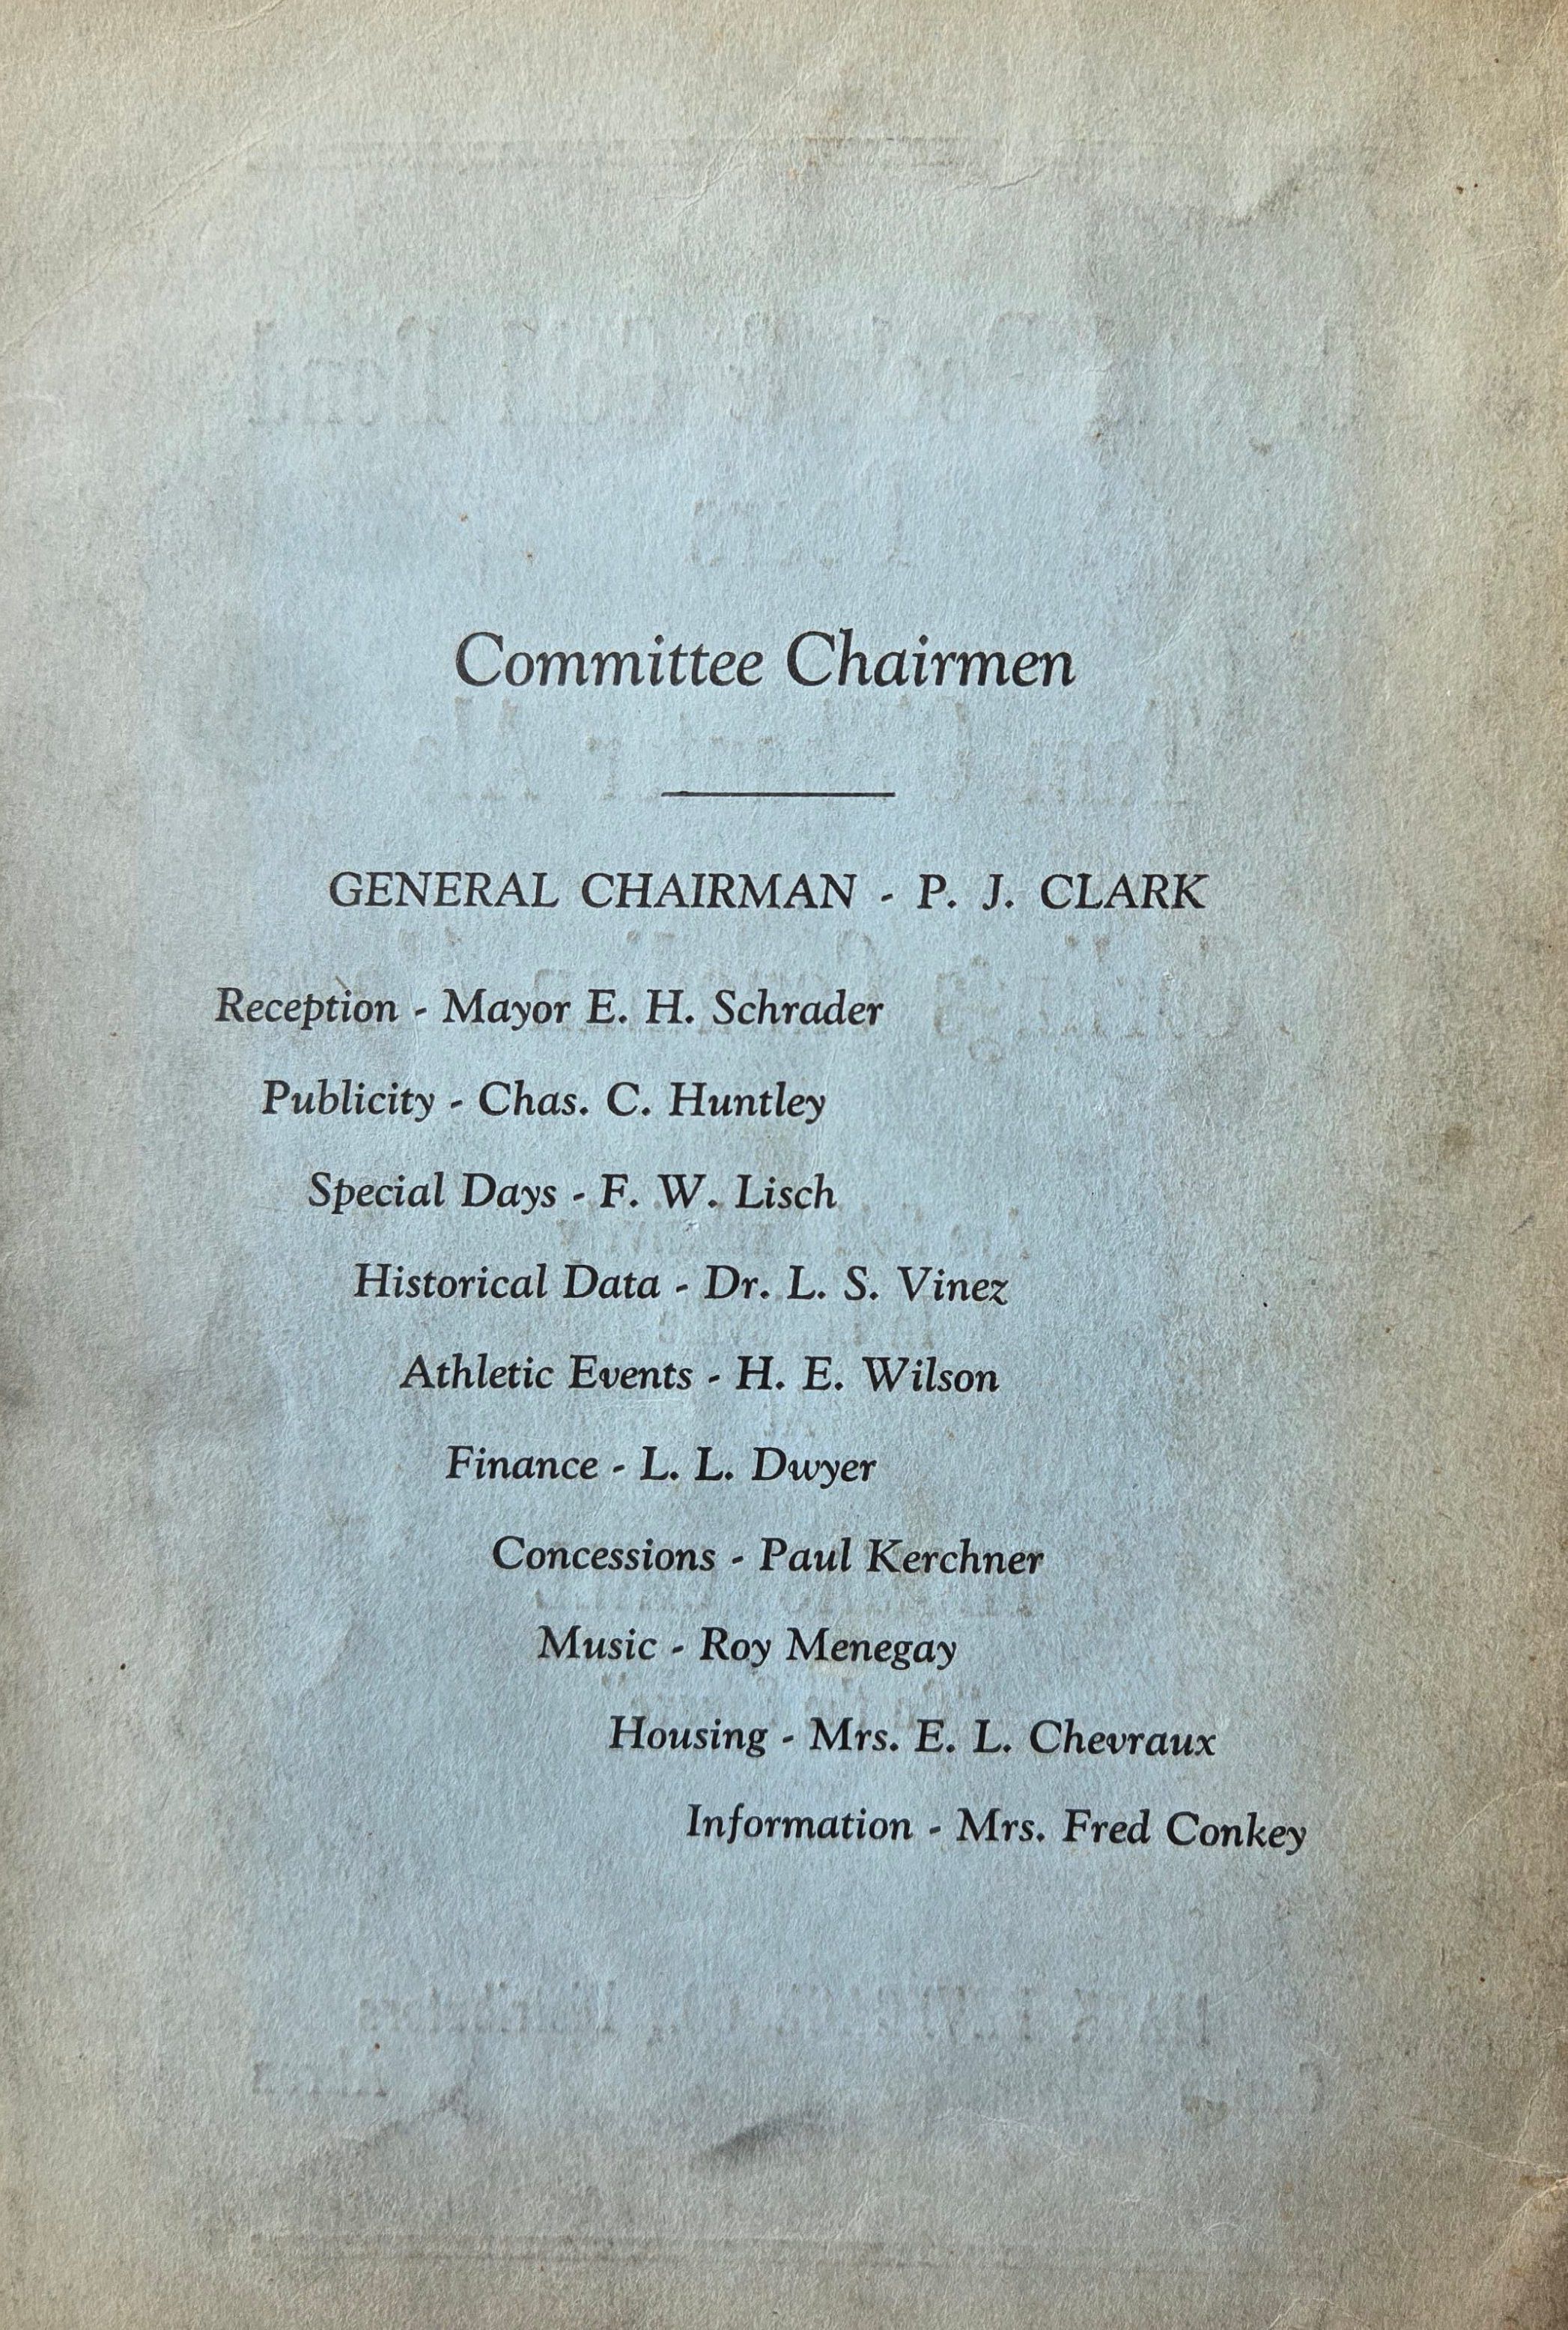 Committee Chairmen
GENERAL CHAIRMAN - P. J. CLARK
Reception - Mayor E. H. Schrader
Publicity - Chas. C. Huntley
Special Days - F. W. Lisch
Historical Data - Dr. L. S. Vinez
Athletic Events - H. E. Wilson
Finance - L. L. Dwyer
Concessions - Paul Kerchner
Music - Roy Menegay
Housing - Mrs. E. L. Chevraux
Information - Mrs. Fred Conkey